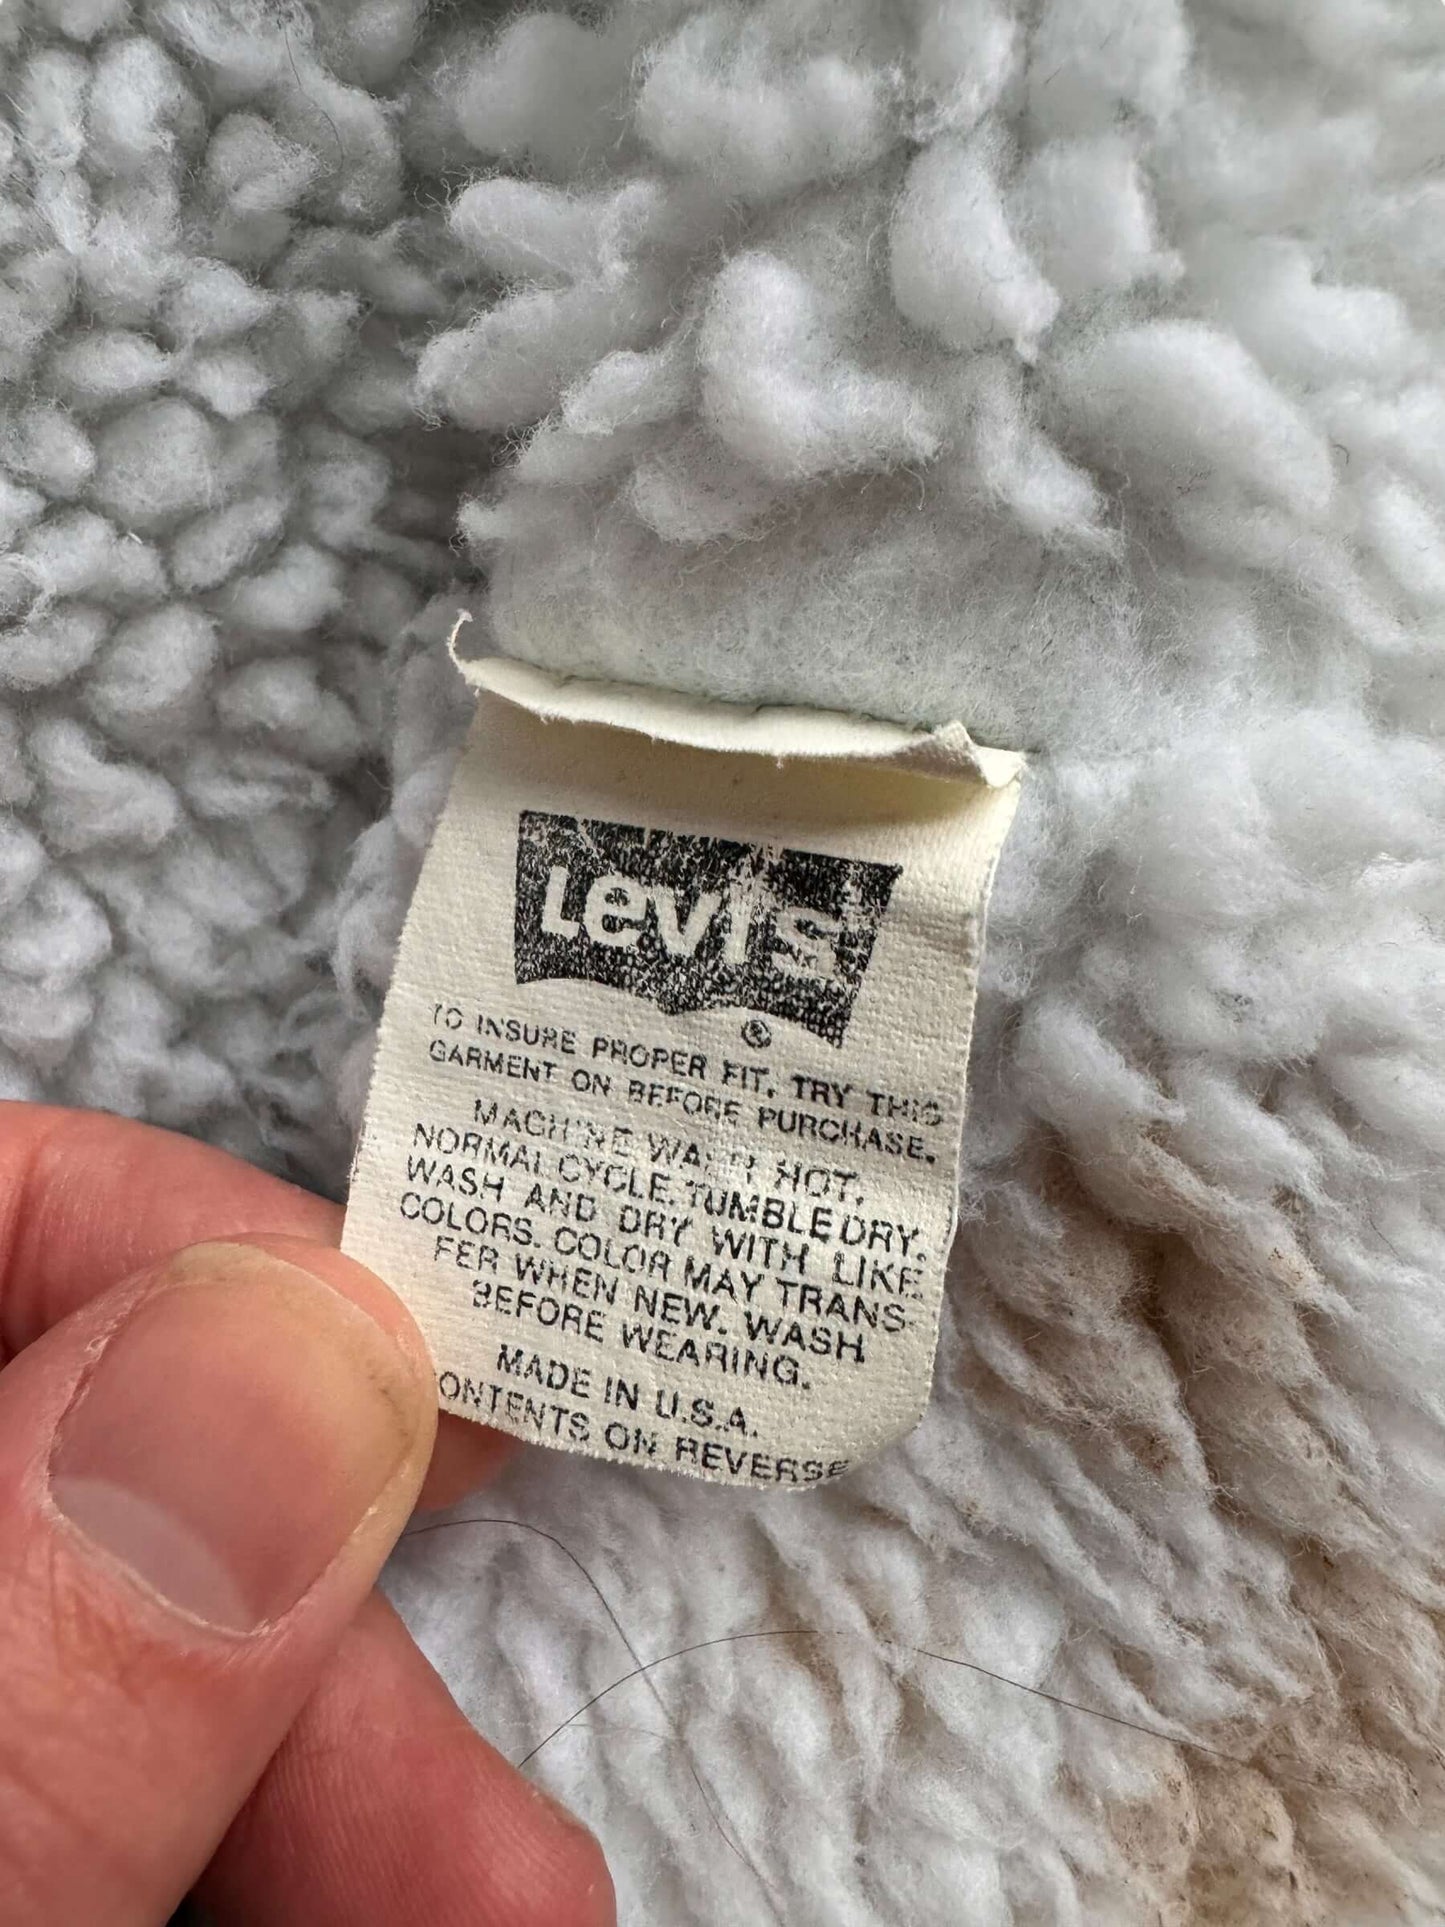 Levi's
®
TO INSURE PROPER FIT, TRY THIS
GARMENT ON BEFORE PURCHASE.
MACHINE WASH HOT,
NORMAL CYCLE. TUMBLE DRY.
WASH AND DRY WITH LIKE
COLORS. COLOR MAY TRANS-
FER WHEN NEW. WASH
BEFORE WEARING.
MADE IN U.S.A.
CONTENTS ON REVERSE